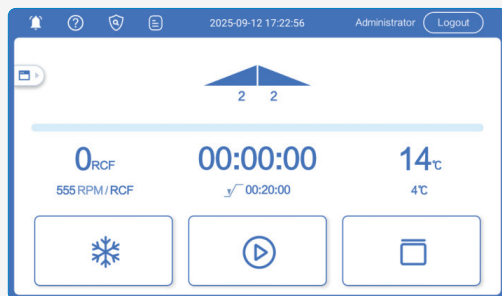 2025-09-12 17:22:56 Administrator Logout
2 2
0RCF 00:00:00 14℃
555 RPM/RCF 00:20:00 4℃